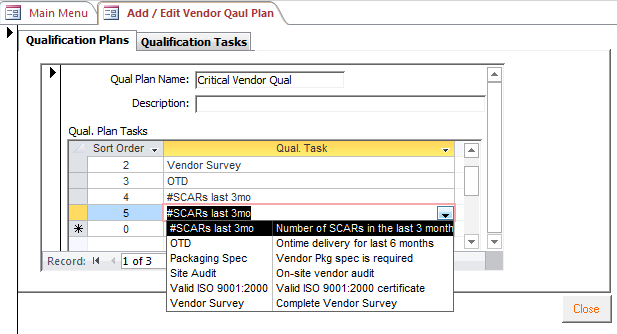 Main Menu Add / Edit Vendor Qaul Plan
Qualification Plans Qualification Tasks
Qual Plan Name: Critical Vendor Qual
Description:
Qual. Plan Tasks
Sort Order Qual. Task
2 Vendor Survey
3 OTD
4 #SCARs last 3mo
5 #SCARs last 3mo
0 #SCARs last 3mo Number of SCARs in the last 3 month
OTD Ontime delivery for last 6 months
Record: 1 of 3 Packaging Spec Vendor Pkg spec is required
Site Audit On-site vendor audit
Valid ISO 9001:2000 Valid ISO 9001:2000 certificate
Vendor Survey Complete Vendor Survey
Close